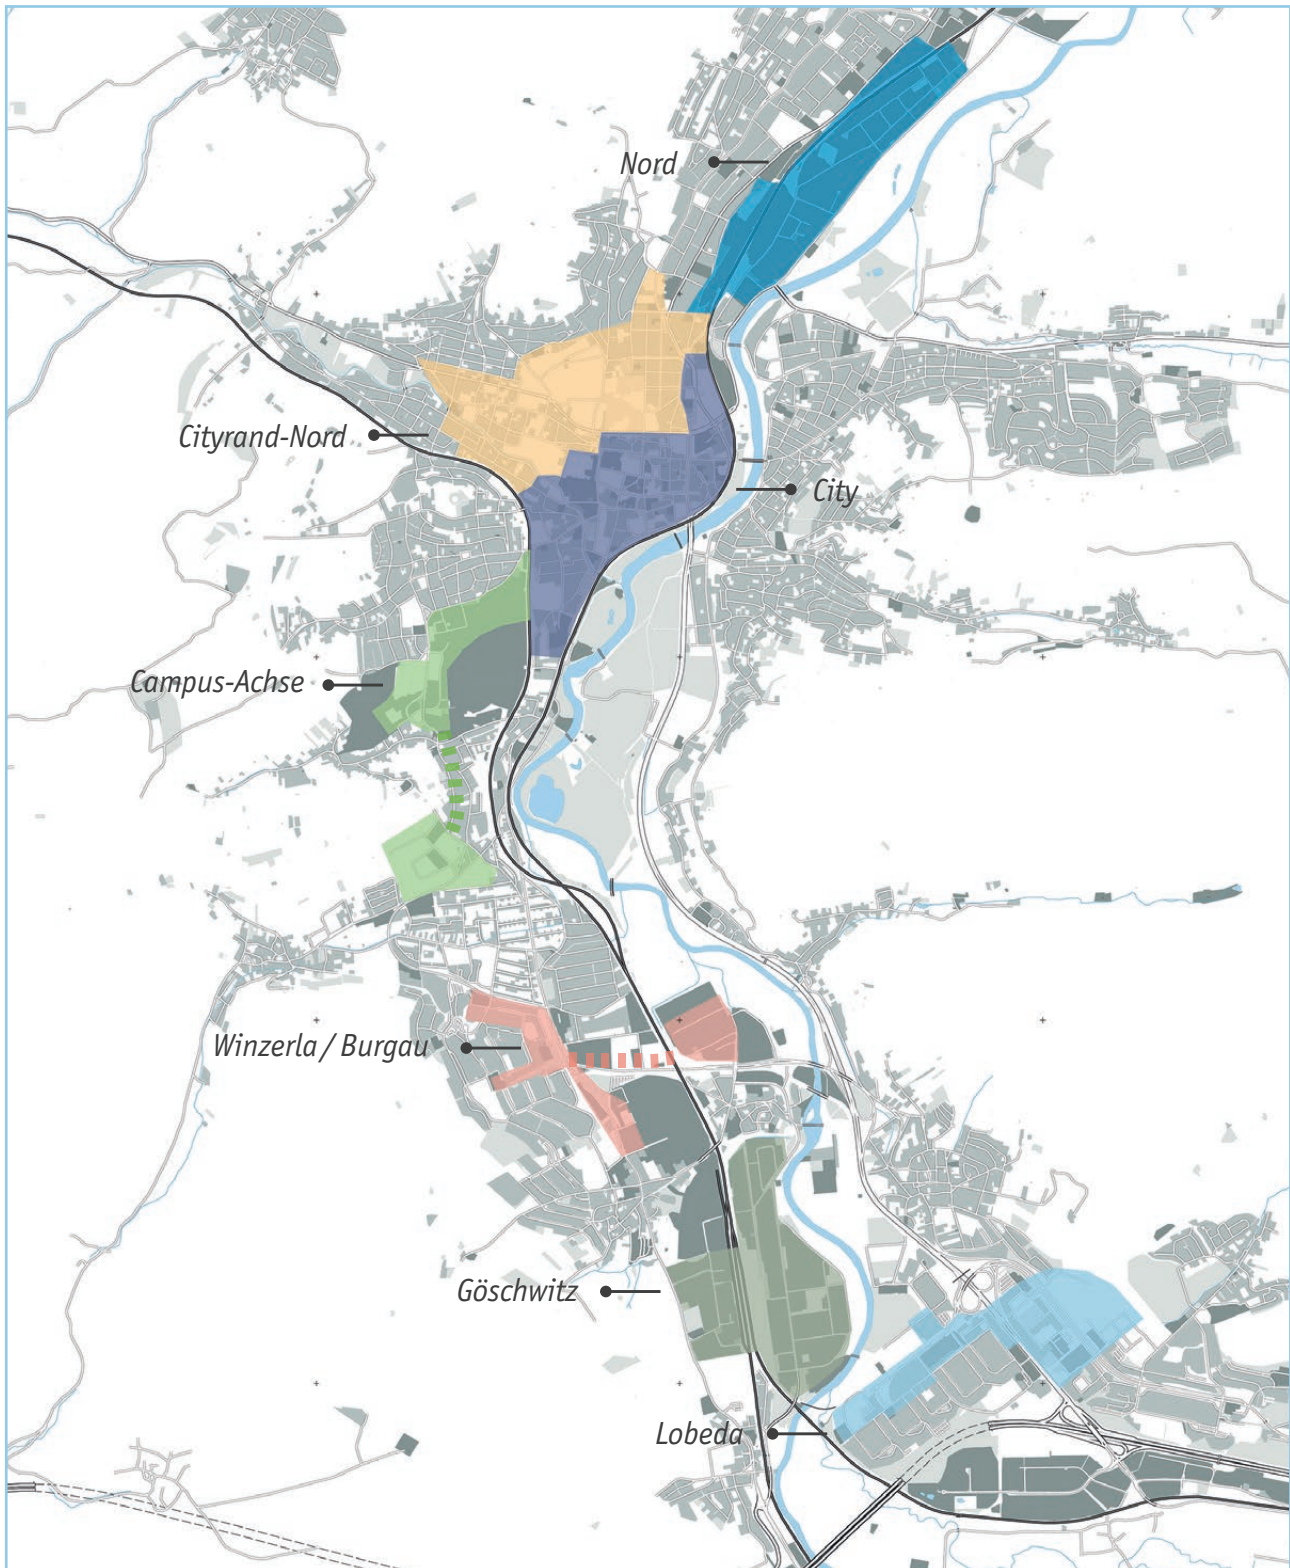 Nord
Cityrand-Nord
City
Campus-Achse
Winzerla / Burgau
Göschwitz
Lobeda